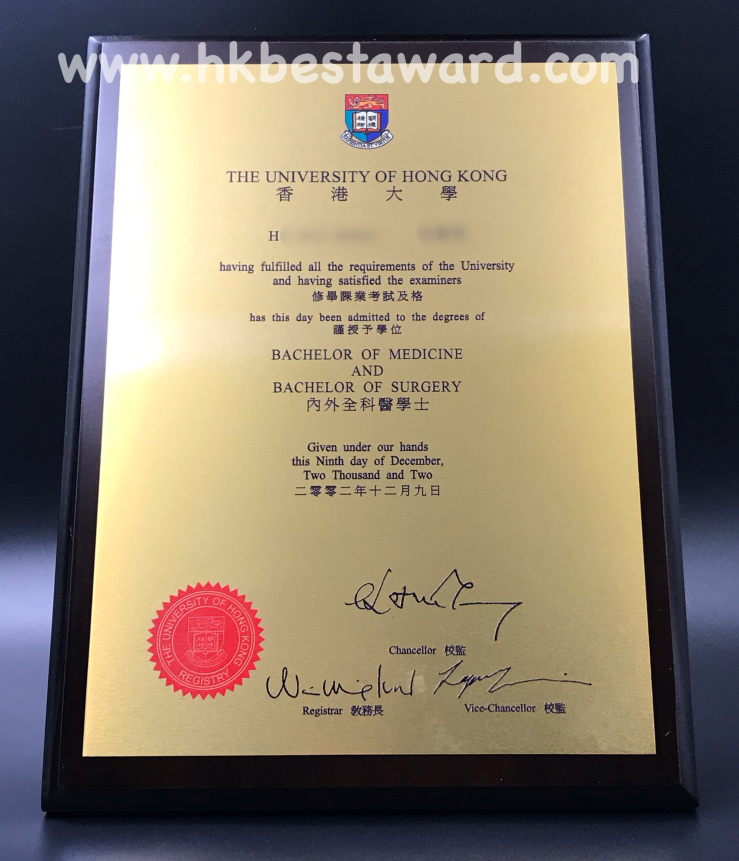 www.hkbestaward.com
THE UNIVERSITY OF HONG KONG
香港大學
H
having fulfilled all the requirements of the University
and having satisfied the examiners
修畢課業考試及格
has this day been admitted to the degrees of
謹授予學位
BACHELOR OF MEDICINE
AND
BACHELOR OF SURGERY
內外全科醫學士
Given under our hands
this Ninth day of December,
Two Thousand and Two
二零零二年十二月九日
THE UNIVERSITY OF HONG KONG
REGISTRY
Chancellor 校監
Registrar 教務長
Vice-Chancellor 校監